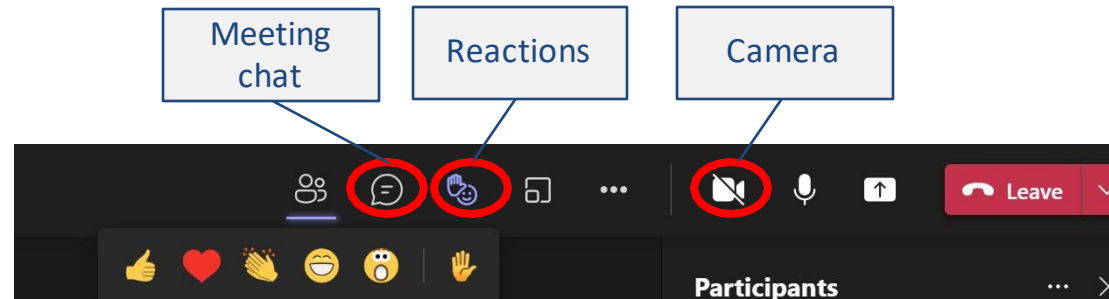 Meeting
chat
Reactions
Camera
Leave
Participants